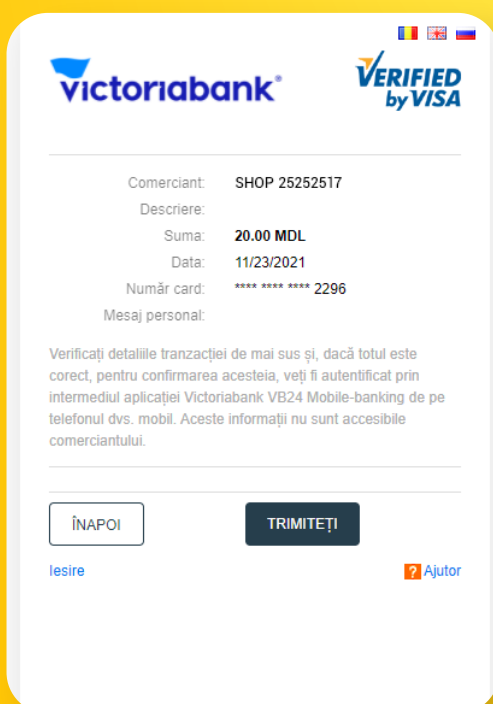 Victoriabank®
VERIFIED
by VISA
Comerciant: SHOP 25252517
Descriere:
Suma: 20.00 MDL
Data: 11/23/2021
Număr card: **** **** **** 2296
Mesaj personal:
Verificați detaliile tranzacției de mai sus și, dacă totul este
corect, pentru confirmarea acesteia, veți fi autentificat prin
intermediul aplicației Victoriabank VB24 Mobile-banking de pe
telefonul dvs. mobil. Aceste informații nu sunt accesibile
comerciantului.
ÎNAPOI TRIMITEȚI
Iesire ? Ajutor